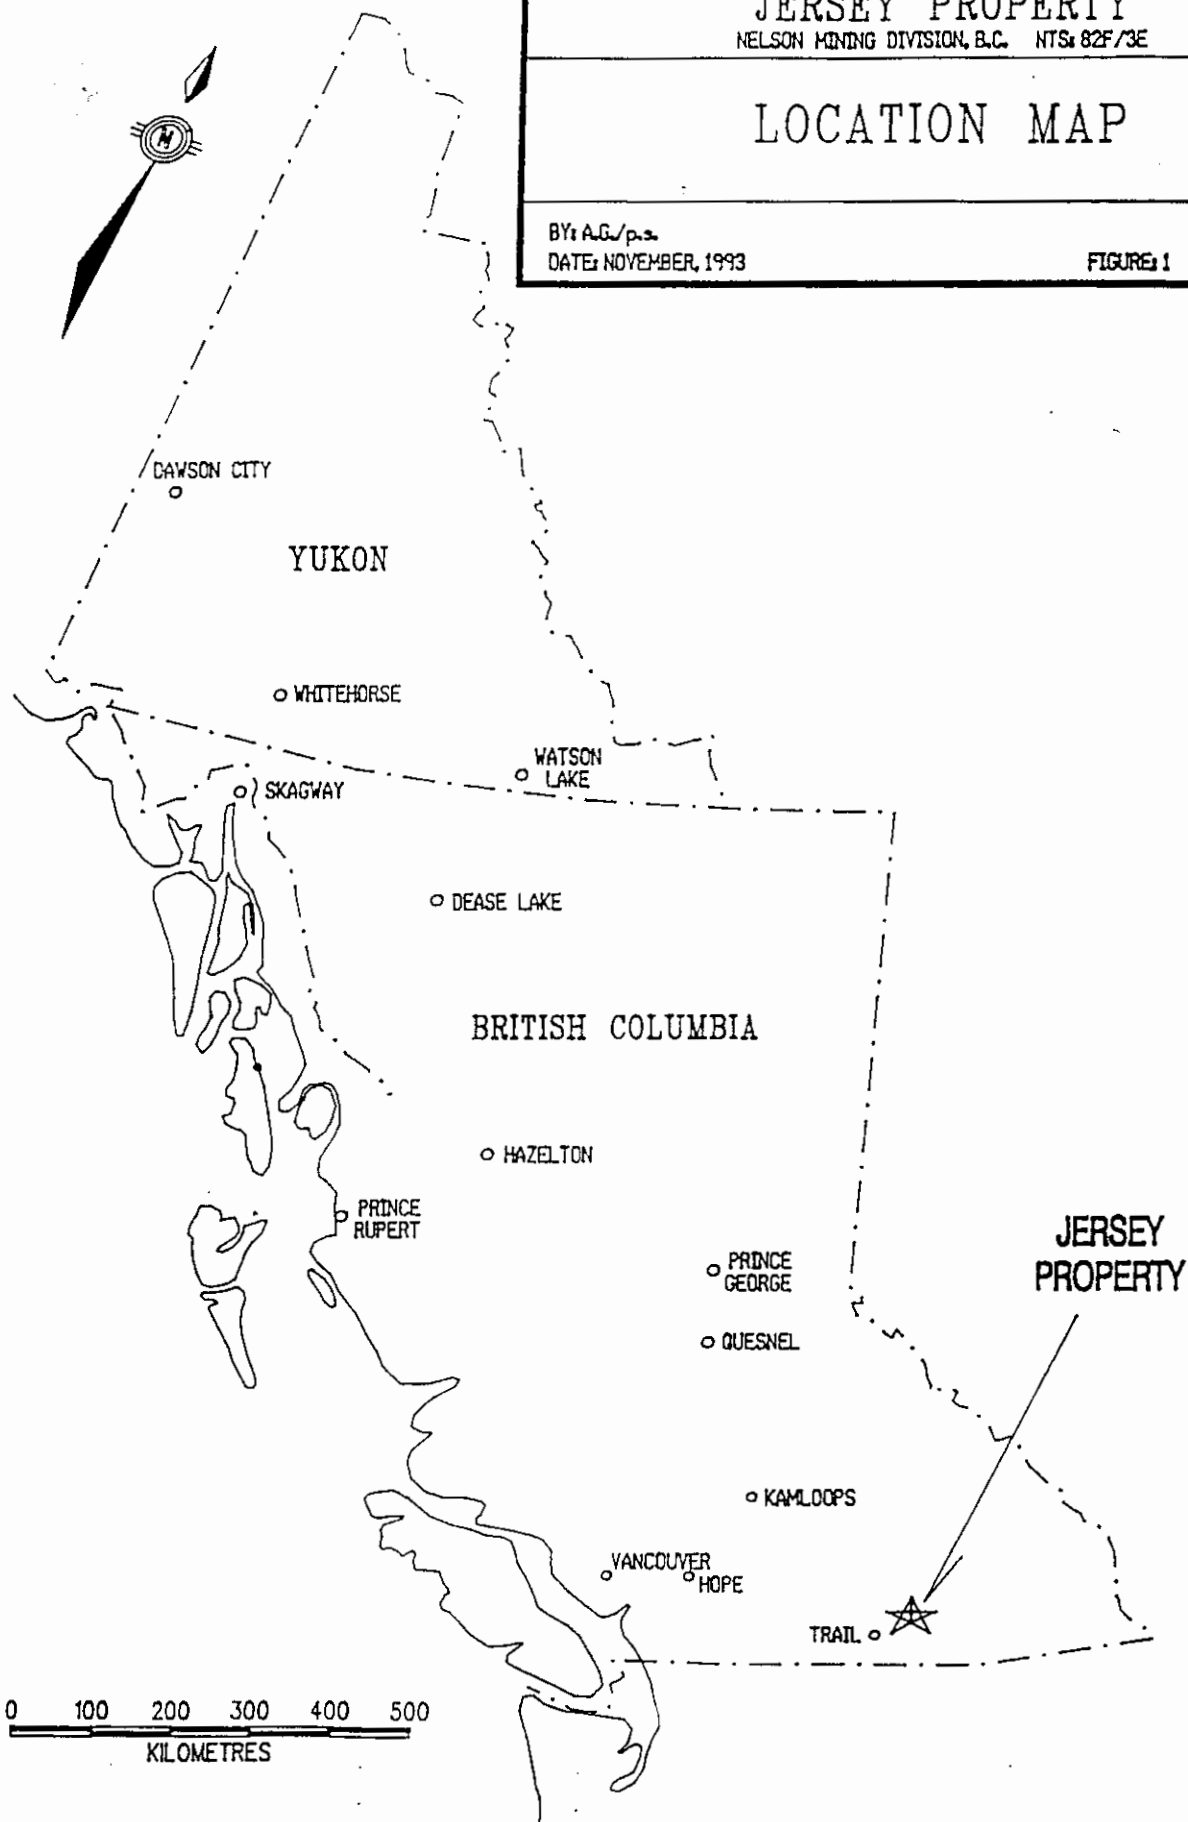 JERSEY PROPERTY
NELSON MINING DIVISION, B.C. NTS: 82F/3E
LOCATION MAP
BY: A.G./p.s.
DATE: NOVEMBER, 1993 FIGURE: 1
N
DAWSON CITY
YUKON
WHITEHORSE
WATSON
LAKE
SKAGWAY
DEASE LAKE
BRITISH COLUMBIA
HAZELTON
PRINCE
RUPERT
JERSEY
PROPERTY
PRINCE
GEORGE
QUESNEL
KAMLOOPS
VANCOUVER
HOPE
TRAIL
0 100 200 300 400 500
KILOMETRES